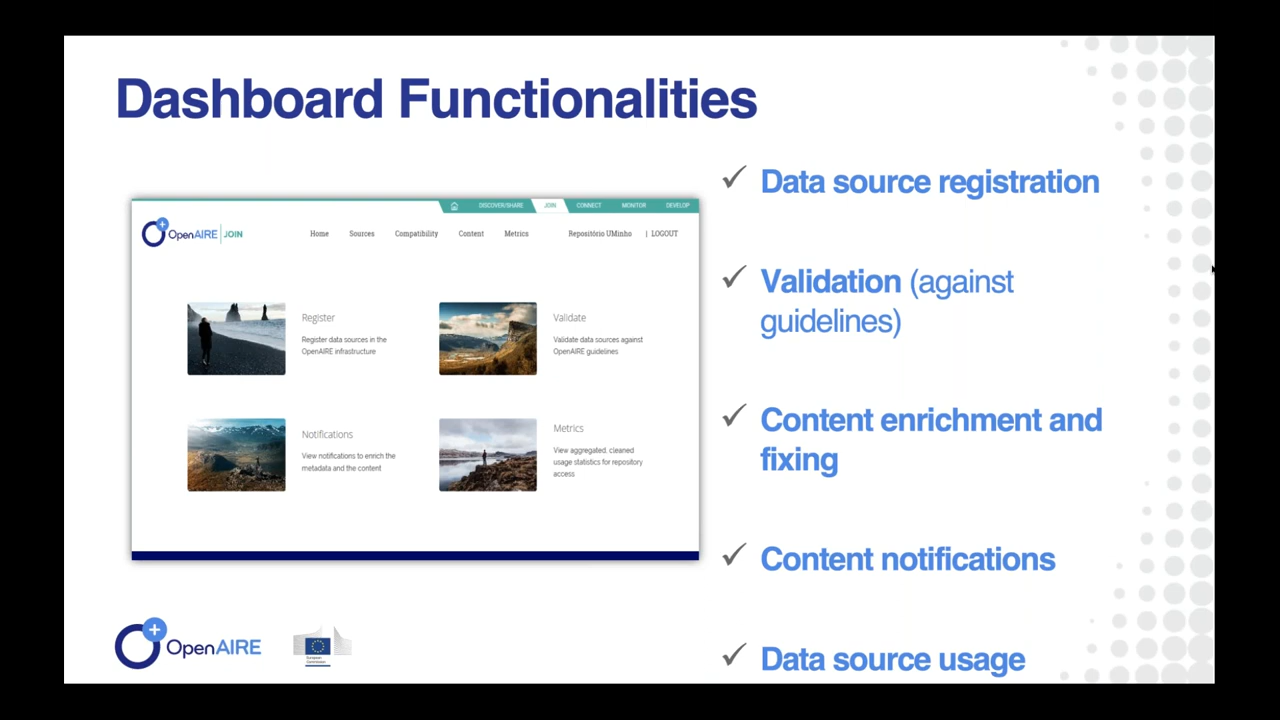 Dashboard Functionalities
DISCOVER/SHARE JOIN CONNECT MONITOR DEVELOP
OpenAIRE | JOIN
Home Sources Compatibility Content Metrics Repositório UMinho | LOGOUT
Register
Register data sources in the
OpenAIRE infrastructure
Validate
Validate data sources against
OpenAIRE guidelines
Notifications
View notifications to enrich the
metadata and the content
Metrics
View aggregated, cleaned
usage statistics for repository
access
✓ Data source registration
✓ Validation (against
guidelines)
✓ Content enrichment and
fixing
✓ Content notifications
✓ Data source usage
OpenAIRE
European
Commission